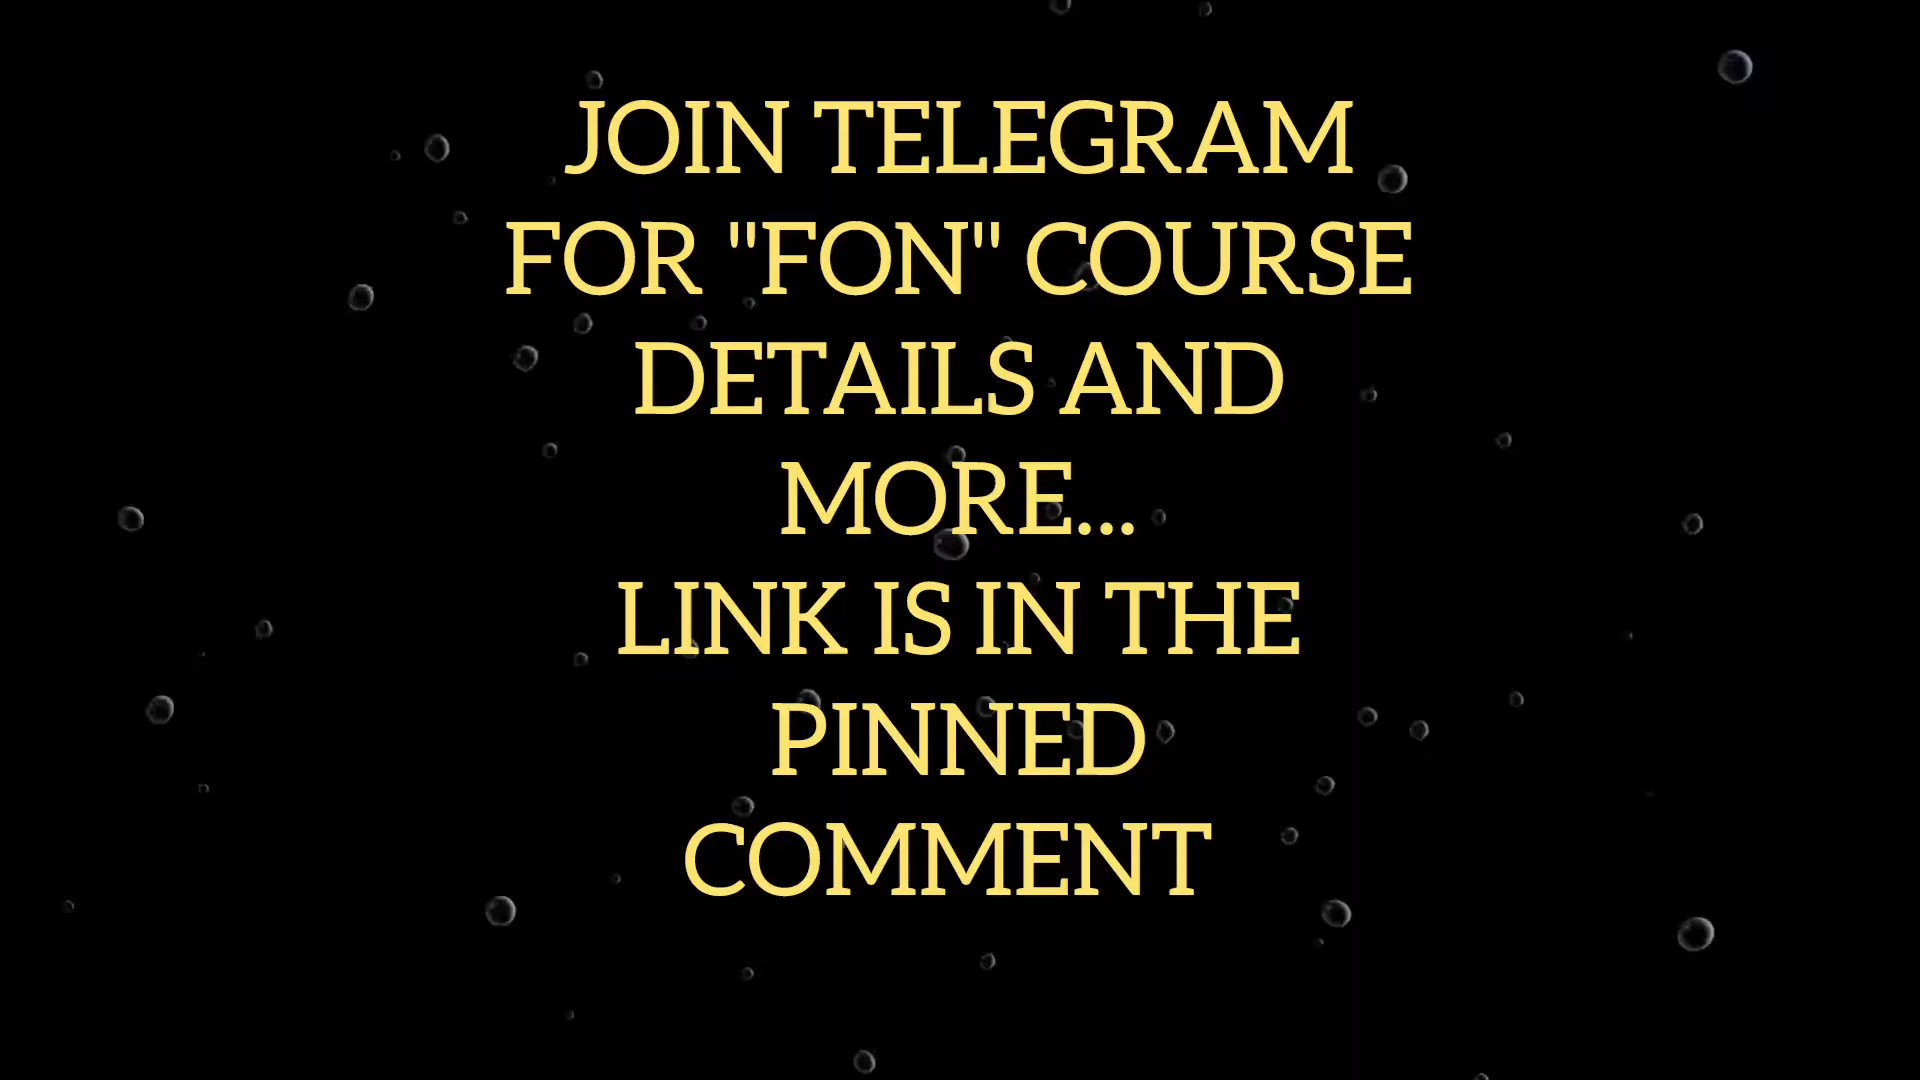 JOIN TELEGRAM
FOR "FON" COURSE
DETAILS AND
MORE...
LINK IS IN THE
PINNED
COMMENT